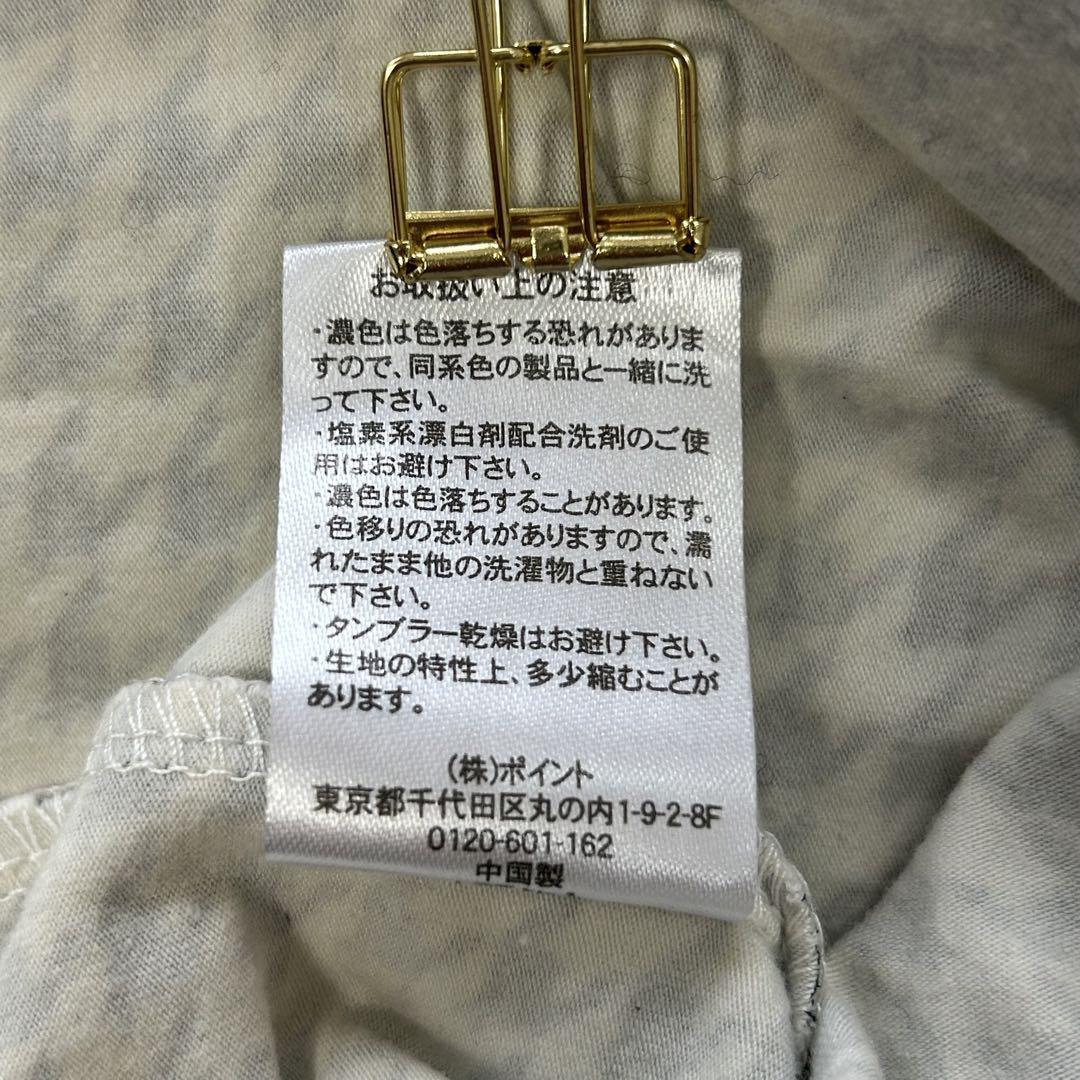 お取扱い上の注意
・濃色は色落ちする恐れがありま
すので、同系色の製品と一緒に洗
って下さい。
・塩素系漂白剤配合洗剤のご使
用はお避け下さい。
・濃色は色落ちすることがあります。
・色移りの恐れがありますので、濡
れたまま他の洗濯物と重ねない
で下さい。
・タンブラー乾燥はお避け下さい。
・生地の特性上、多少縮むことが
あります。
(株)ポイント
東京都千代田区丸の内1-9-2-8F
0120-601-162
中国製